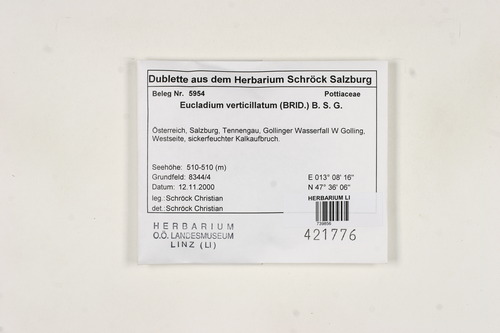 Dublette aus dem Herbarium Schröck Salzburg
Beleg Nr. 5954 Pottiaceae
Eucladium verticillatum (BRID.) B. S. G.
Österreich, Salzburg, Tennengau, Gollinger Wasserfall W Golling,
Westseite, sickerfeuchter Kalkaufbruch.
Seehöhe: 510-510 (m)
Grundfeld: 8344/4 E 013° 08' 16"
Datum: 12.11.2000 N 47° 36' 06"
leg.: Schröck Christian HERBARIUM LI
det.: Schröck Christian
739856
HERBARIUM
O.Ö. LANDESMUSEUM
LINZ (LI)
421776